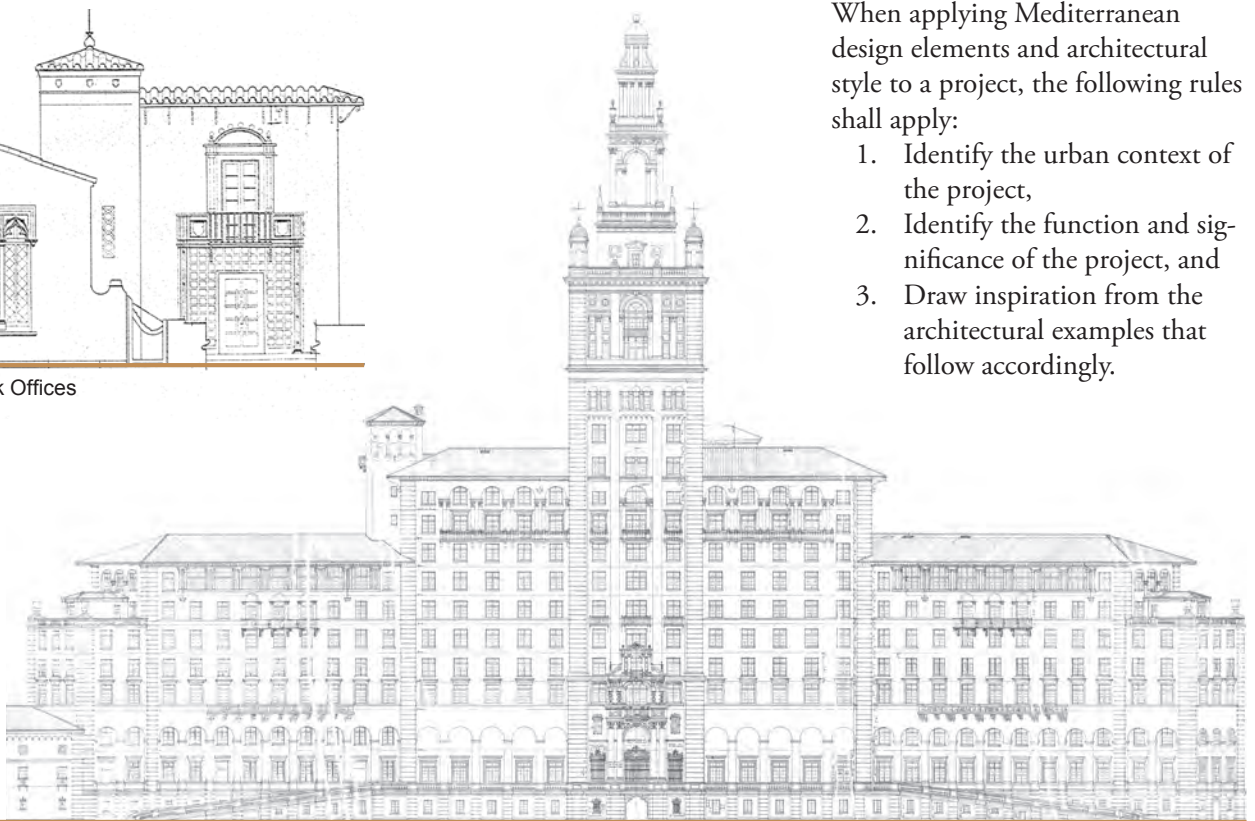 When applying Mediterranean
design elements and architectural
style to a project, the following rules
shall apply:
1. Identify the urban context of
the project,
2. Identify the function and sig-
nificance of the project, and
3. Draw inspiration from the
architectural examples that
follow accordingly.
k Offices